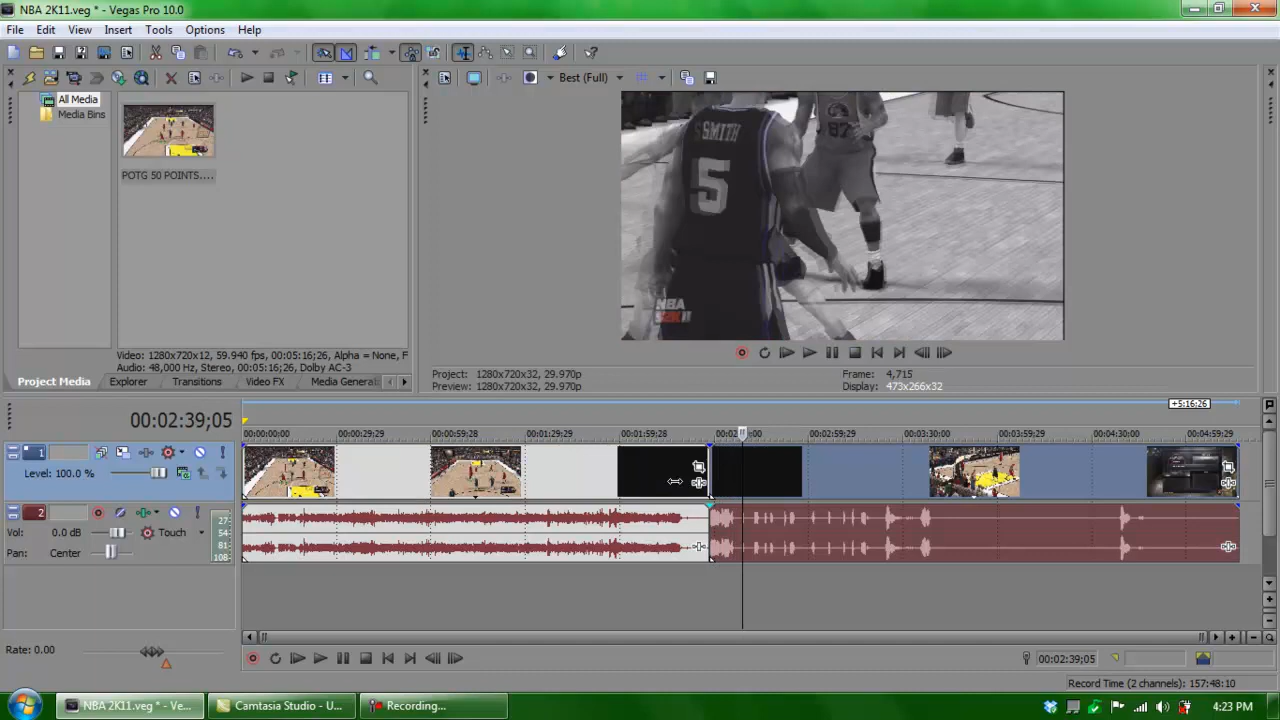 NBA 2K11.veg * - Vegas Pro 10.0
File Edit View Insert Tools Options Help
Best (Full)
All Media
Media Bins
POTG 50 POINTS....
SMITH
5
87
NBA
2K11
Video: 1280x720x12, 59.940 fps, 00:05:16;26, Alpha = None, F
Audio: 48,000 Hz, Stereo, 00:05:16;26, Dolby AC-3
Project Media Explorer Transitions Video FX Media Generat
Project: 1280x720x32, 29.970p
Preview: 1280x720x32, 29.970p
Frame: 4,715
Display: 473x266x32
00:02:39;05
+5:16:26
00:00:00;00 00:00:29;29 00:00:59;28 00:01:29;29 00:01:59;28 00:02:59;29 00:03:30;00 00:03:59;29 00:04:30;00 00:04:59;29
1
Level: 100.0 %
2
Vol: 0.0 dB Touch
Pan: Center
27-
54-
81-
108-
Rate: 0.00
00:02:39;05
Record Time (2 channels): 157:48:10
NBA 2K11.veg * - Ve...
Camtasia Studio - U...
Recording...
4:23 PM